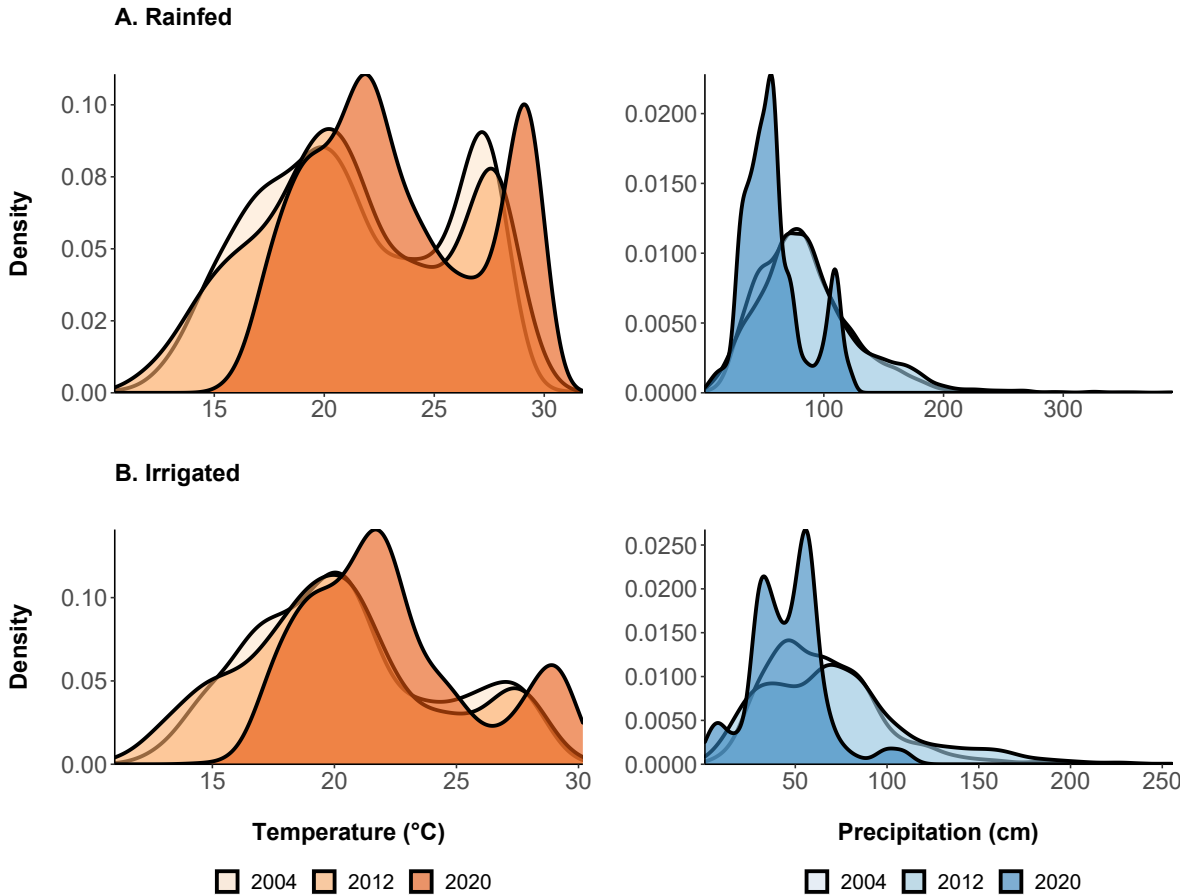 A. Rainfed
Density
0.10
0.08
0.05
0.02
0.00
15 20 25 30
0.0200
0.0150
0.0100
0.0050
0.0000
100 200 300
B. Irrigated
Density
0.10
0.05
0.00
15 20 25 30
0.0250
0.0200
0.0150
0.0100
0.0050
0.0000
50 100 150 200 250
Temperature (°C) Precipitation (cm)
2004 2012 2020 2004 2012 2020